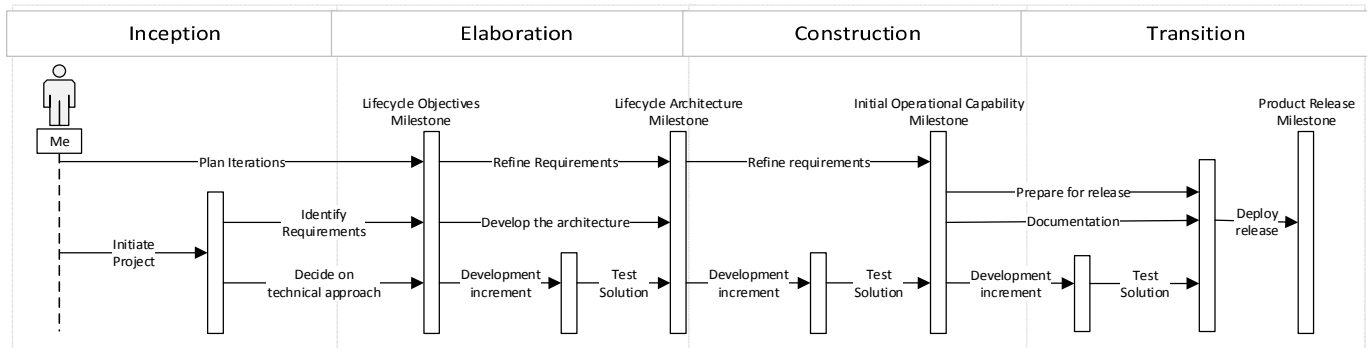 Inception
Elaboration
Construction
Transition
Me
Lifecycle Objectives
Milestone
Lifecycle Architecture
Milestone
Initial Operational Capability
Milestone
Product Release
Milestone
Plan Iterations
Refine Requirements
Refine requirements
Prepare for release
Identify
Requirements
Develop the architecture
Documentation
Deploy
release
Initiate
Project
Decide on
technical approach
Development
increment
Test
Solution
Development
increment
Test
Solution
Development
increment
Test
Solution